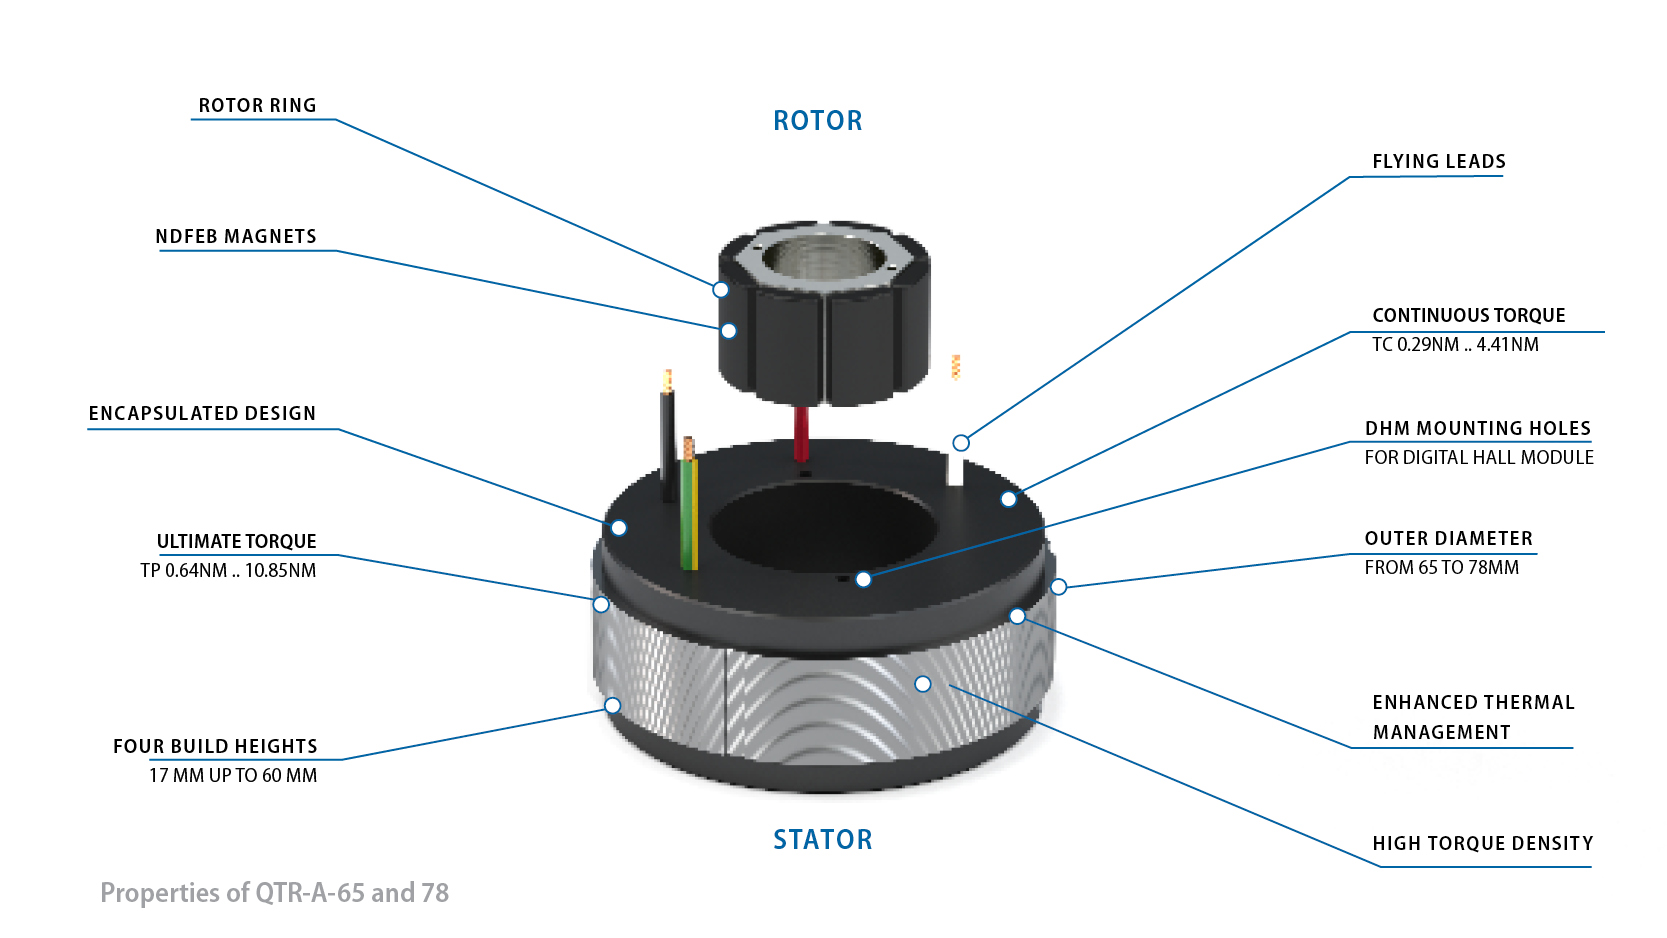 ROTOR
ROTOR RING
NDFEB MAGNETS
ENCAPSULATED DESIGN
ULTIMATE TORQUE
TP 0.64NM .. 10.85NM
FOUR BUILD HEIGHTS
17 MM UP TO 60 MM
FLYING LEADS
CONTINUOUS TORQUE
TC 0.29NM .. 4.41NM
DHM MOUNTING HOLES
FOR DIGITAL HALL MODULE
OUTER DIAMETER
FROM 65 TO 78MM
ENHANCED THERMAL
MANAGEMENT
HIGH TORQUE DENSITY
STATOR
Properties of QTR-A-65 and 78